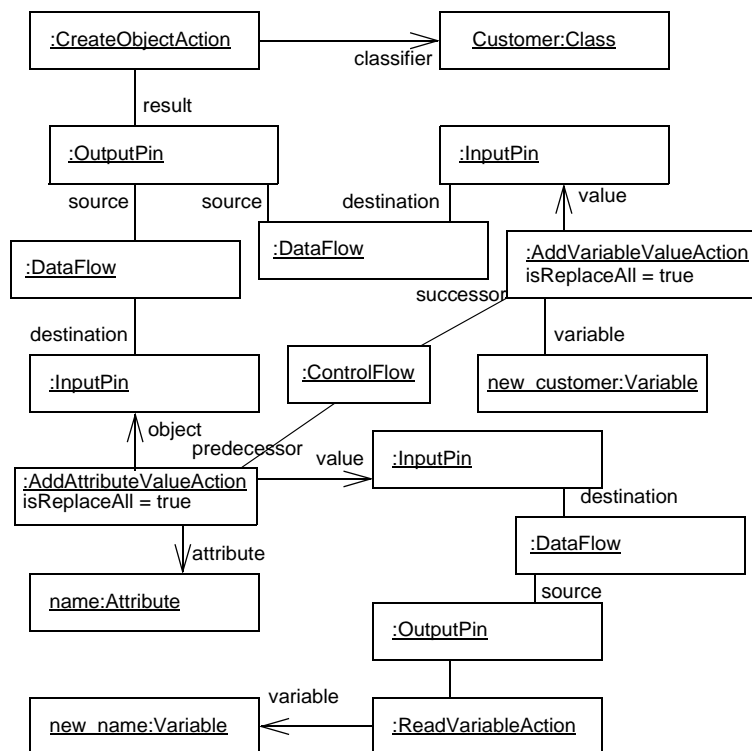 :CreateObjectAction
Customer:Class
classifier
result
:OutputPin
:InputPin
source
source
destination
value
:DataFlow
:DataFlow
:AddVariableValueAction
isReplaceAll = true
successor
destination
variable
:ControlFlow
:InputPin
new_customer:Variable
object
predecessor
value
:InputPin
:AddAttributeValueAction
isReplaceAll = true
destination
:DataFlow
attribute
source
name:Attribute
:OutputPin
variable
new_name:Variable
:ReadVariableAction